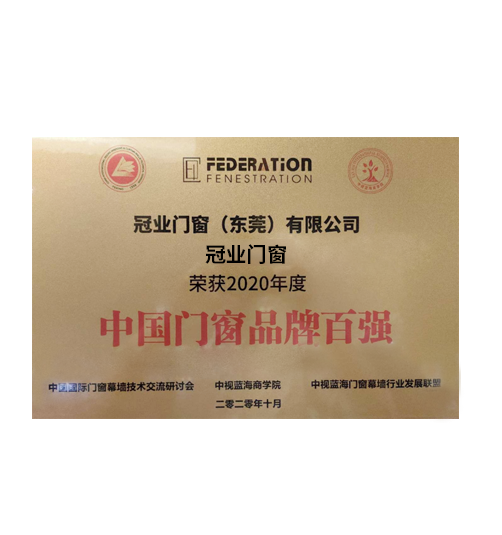 FEDERATiON
FENESTRATION
冠业门窗（东莞）有限公司
冠业门窗
荣获2020年度
中国门窗品牌百强
中国国际门窗幕墙技术交流研讨会 中视蓝海商学院 中视蓝海门窗幕墙行业发展联盟
二零二零年十月